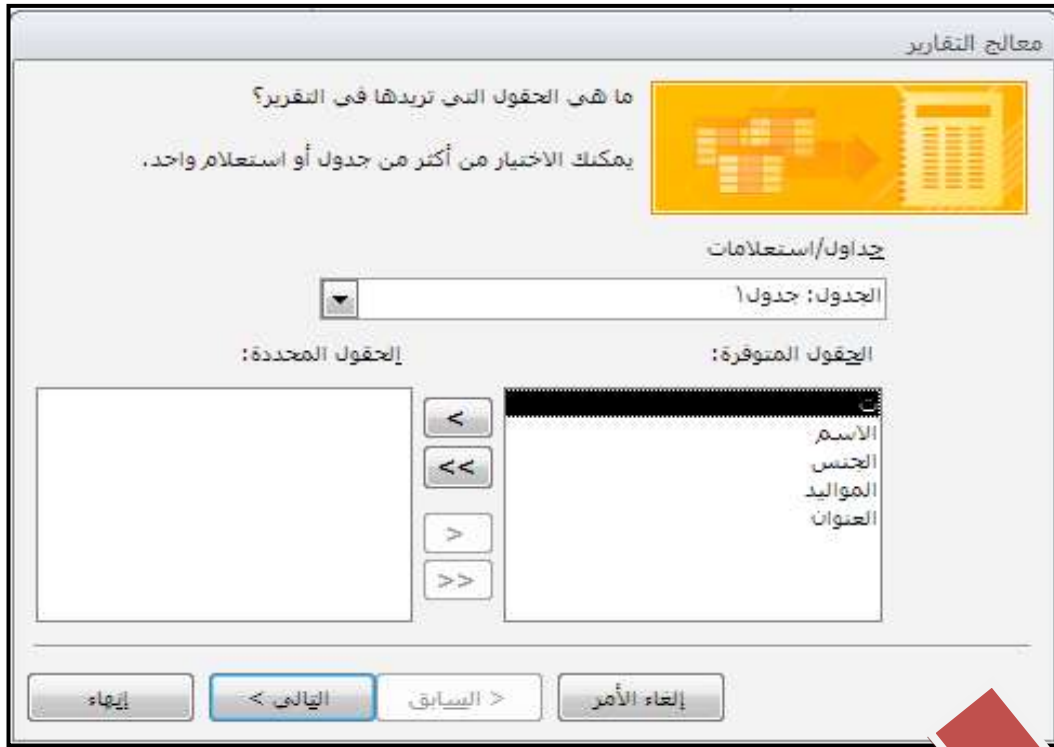 معالج التقارير
ما هي الحقول التي تريدها في التقرير؟
يمكنك الاختيار من أكثر من جدول أو استعلام واحد.
جداول/استعلامات
الجدول: جدول١
الحقول المتوفرة:
الحقول المحددة:
ت
الاسم
الجنس
المواليد
العنوان
<
<<
>
>>
إلغاء الأمر
< السابق
التالي >
إنهاء